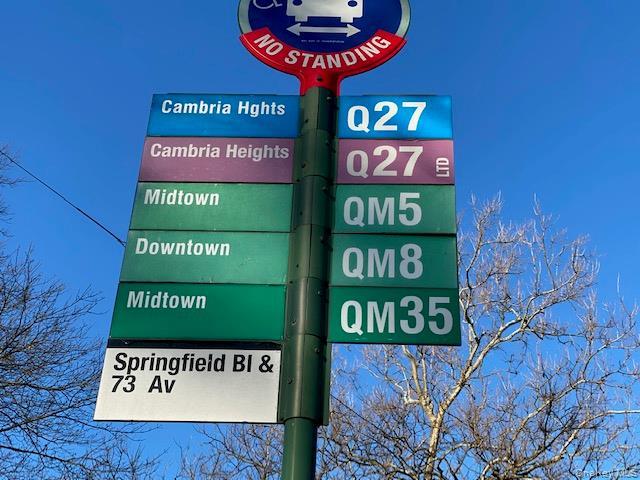 NO STANDING
Cambria Hghts Q27
Cambria Heights Q27 LTD
Midtown QM5
Downtown QM8
Midtown QM35
Springfield Bl &
73 Av